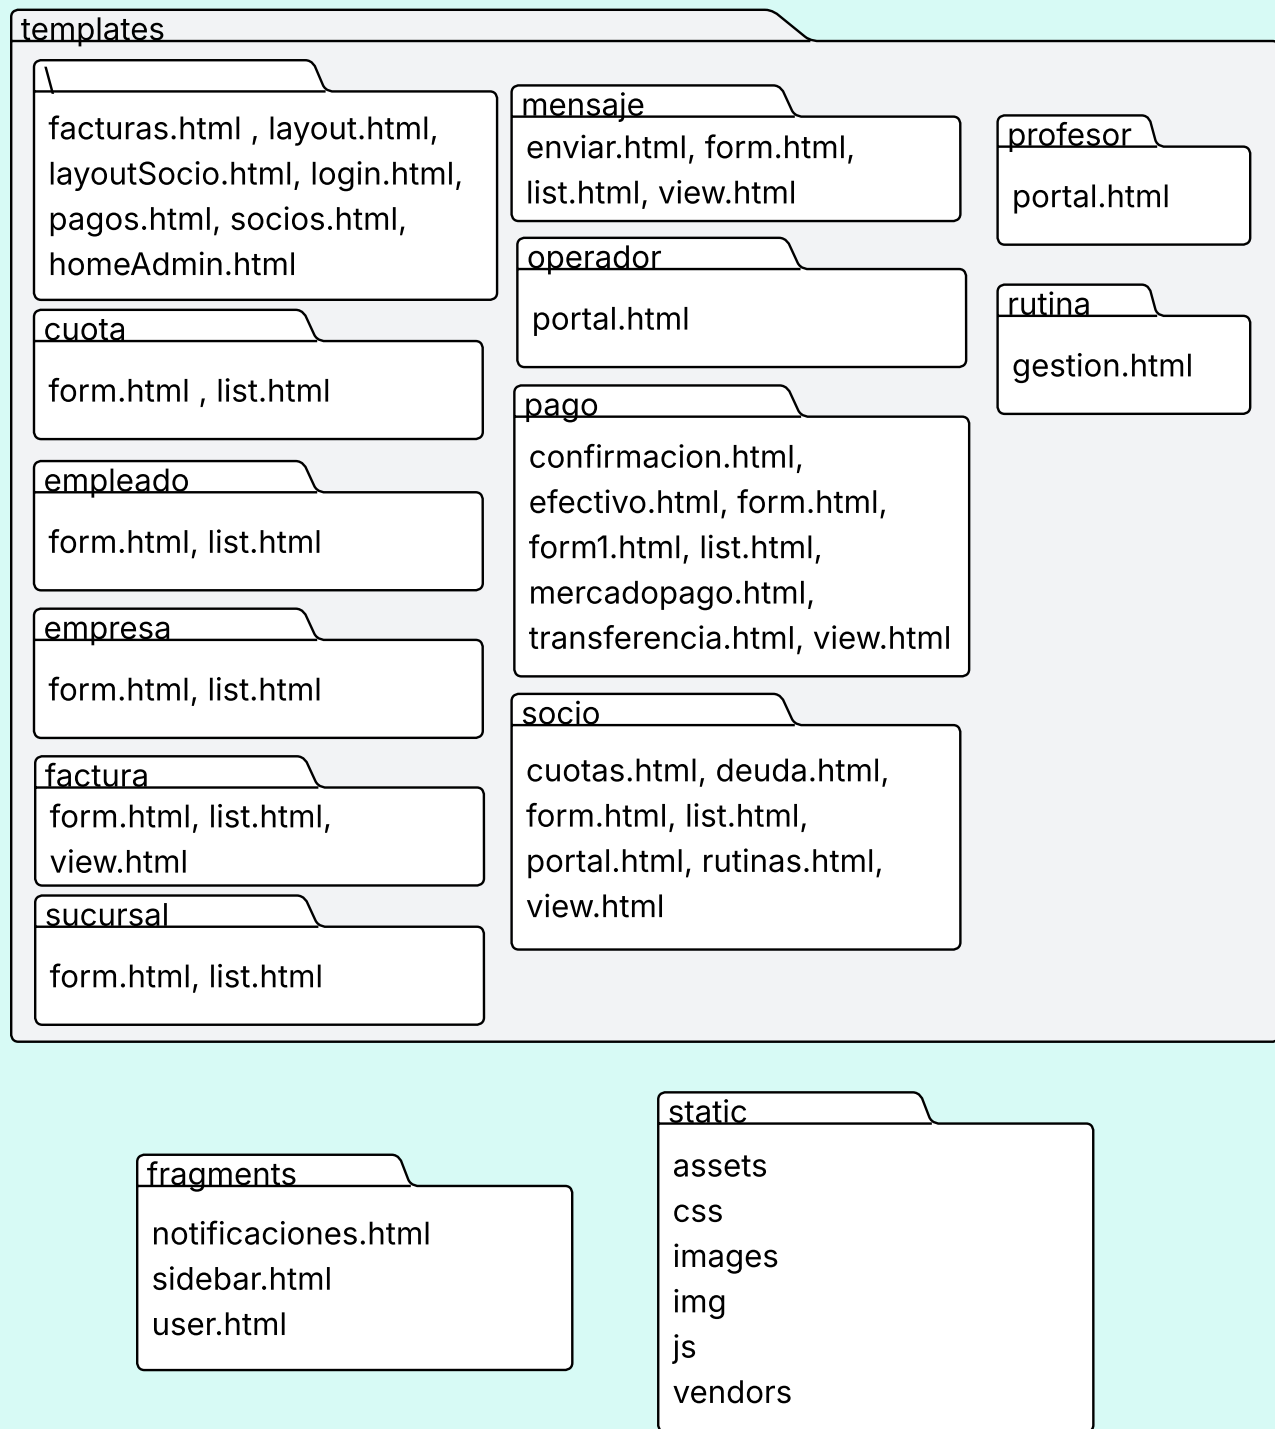 templates
\
facturas.html , layout.html,
layoutSocio.html, login.html,
pagos.html, socios.html,
homeAdmin.html
cuota
form.html , list.html
empleado
form.html, list.html
empresa
form.html, list.html
factura
form.html, list.html,
view.html
sucursal
form.html, list.html
mensaje
enviar.html, form.html,
list.html, view.html
operador
portal.html
pago
confirmacion.html,
efectivo.html, form.html,
form1.html, list.html,
mercadopago.html,
transferencia.html, view.html
socio
cuotas.html, deuda.html,
form.html, list.html,
portal.html, rutinas.html,
view.html
profesor
portal.html
rutina
gestion.html
fragments
notificaciones.html
sidebar.html
user.html
static
assets
css
images
img
js
vendors